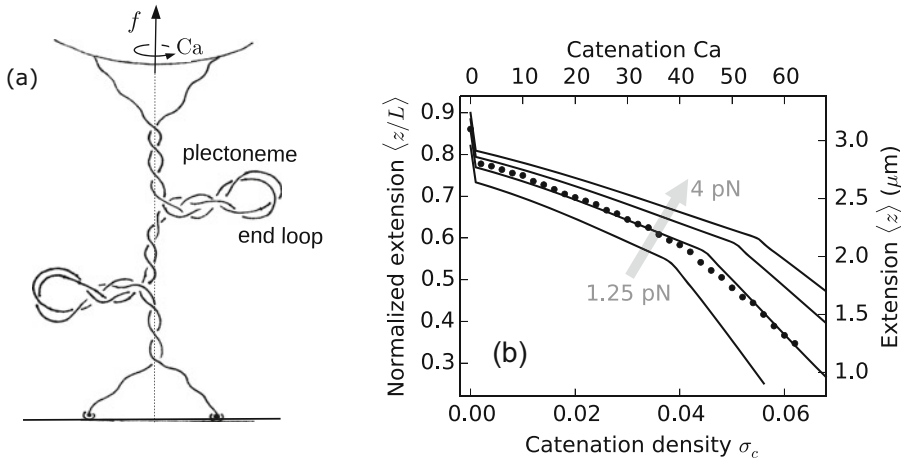 (a)
f
Ca
plectoneme
end loop
Catenation Ca
0 10 20 30 40 50 60
Normalized extension ⟨z/L⟩
0.9
0.8
0.7
0.6
0.5
0.4
0.3
4 pN
1.25 pN
(b)
3.0
2.5
2.0
1.5
1.0
Extension ⟨z⟩ (μm)
0.00 0.02 0.04 0.06
Catenation density σc